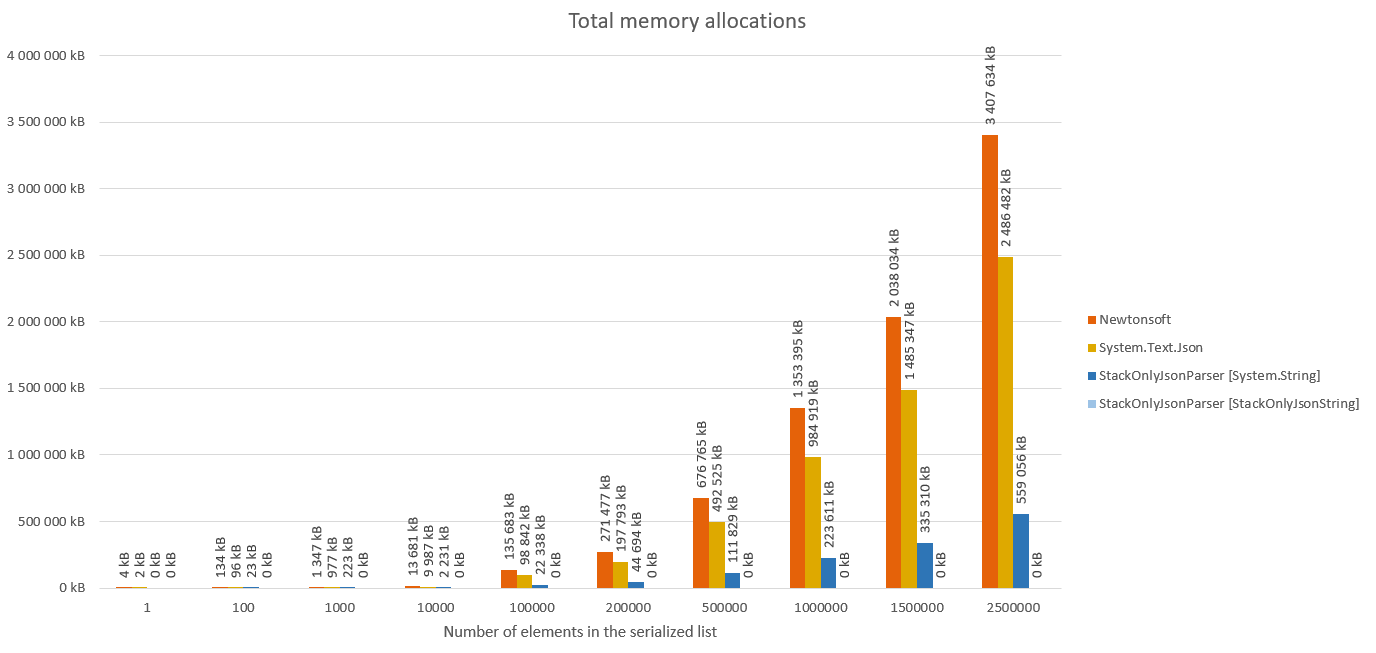 Total memory allocations
4 000 000 kB
3 500 000 kB
3 000 000 kB
2 500 000 kB
2 000 000 kB
1 500 000 kB
1 000 000 kB
500 000 kB
0 kB
4 kB
2 kB
0 kB
0 kB
134 kB
96 kB
23 kB
0 kB
1 347 kB
977 kB
223 kB
0 kB
13 681 kB
9 987 kB
2 231 kB
0 kB
135 683 kB
98 842 kB
22 338 kB
0 kB
271 477 kB
197 793 kB
44 694 kB
0 kB
676 765 kB
492 525 kB
111 829 kB
0 kB
1 353 395 kB
984 919 kB
223 611 kB
0 kB
2 038 034 kB
1 485 347 kB
335 310 kB
0 kB
3 407 634 kB
2 486 482 kB
559 056 kB
0 kB
1
100
1000
10000
100000
200000
500000
1000000
1500000
2500000
Number of elements in the serialized list
Newtonsoft
System.Text.Json
StackOnlyJsonParser [System.String]
StackOnlyJsonParser [StackOnlyJsonString]